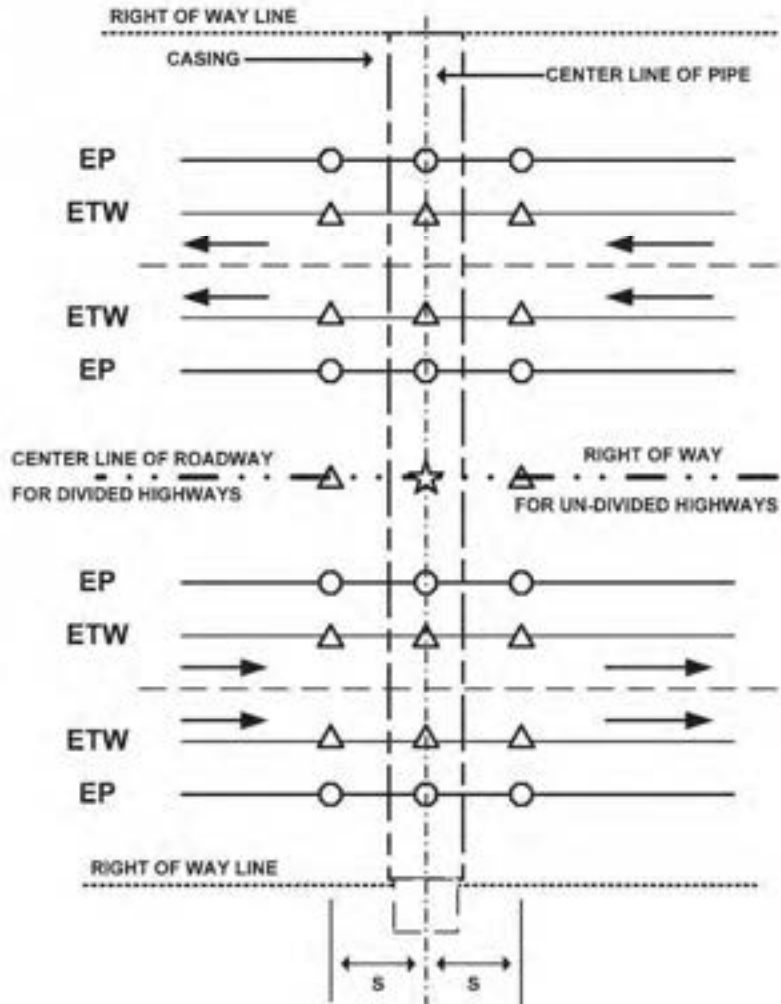 RIGHT OF WAY LINE
CASING
CENTER LINE OF PIPE
EP
ETW
ETW
EP
CENTER LINE OF ROADWAY
FOR DIVIDED HIGHWAYS
RIGHT OF WAY
FOR UN-DIVIDED HIGHWAYS
EP
ETW
ETW
EP
RIGHT OF WAY LINE
S
S